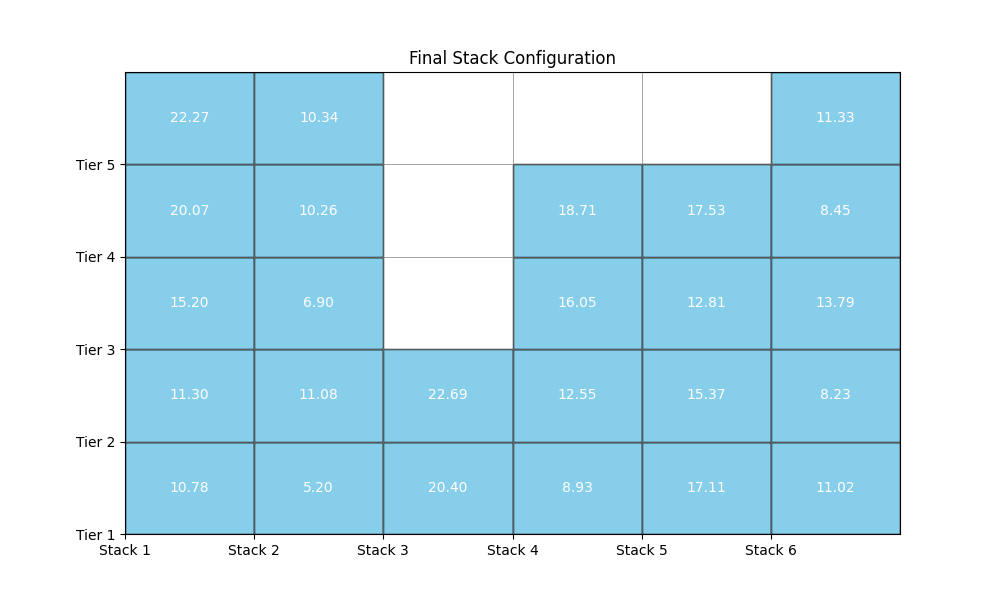 Final Stack Configuration
22.27 10.34 11.33
Tier 5
20.07 10.26 18.71 17.53 8.45
Tier 4
15.20 6.90 16.05 12.81 13.79
Tier 3
11.30 11.08 22.69 12.55 15.37 8.23
Tier 2
10.78 5.20 20.40 8.93 17.11 11.02
Tier 1
Stack 1 Stack 2 Stack 3 Stack 4 Stack 5 Stack 6